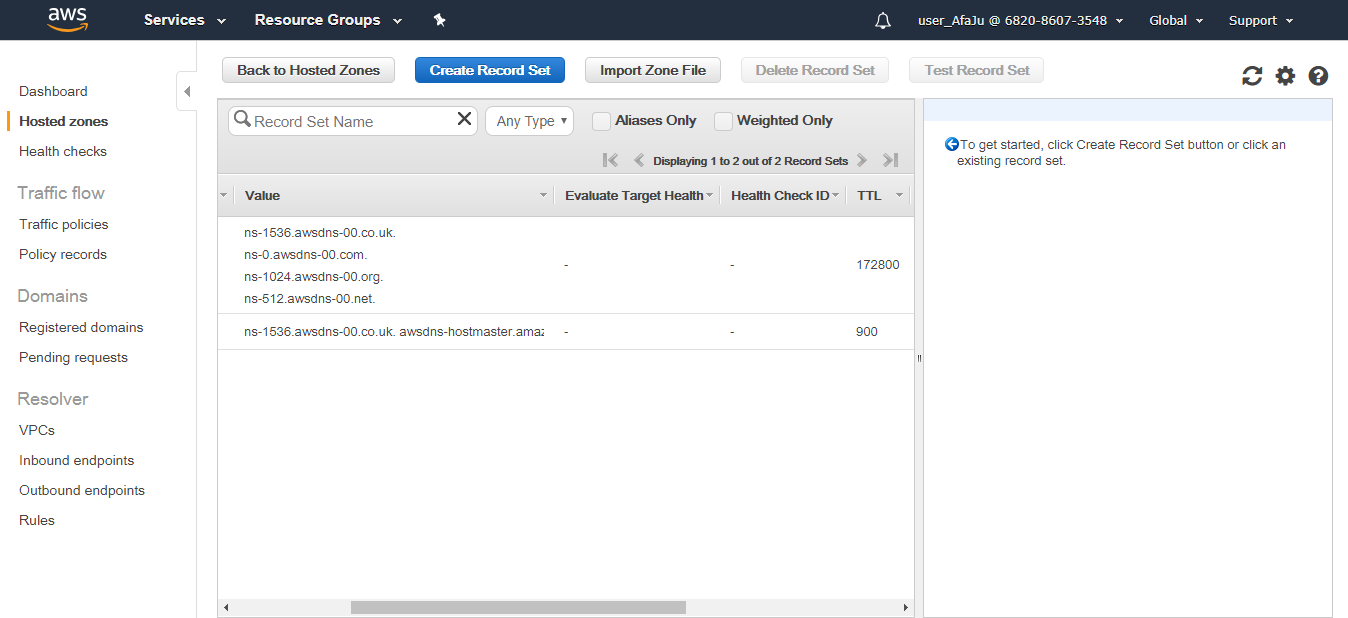 aws
Services
Resource Groups
user_AfaJu @ 6820-8607-3548
Global
Support
Dashboard
Hosted zones
Health checks
Traffic flow
Traffic policies
Policy records
Domains
Registered domains
Pending requests
Resolver
VPCs
Inbound endpoints
Outbound endpoints
Rules
Back to Hosted Zones
Create Record Set
Import Zone File
Delete Record Set
Test Record Set
Record Set Name
Any Type
Aliases Only
Weighted Only
Displaying 1 to 2 out of 2 Record Sets
Value
Evaluate Target Health
Health Check ID
TTL
ns-1536.awsdns-00.co.uk.
ns-0.awsdns-00.com.
ns-1024.awsdns-00.org.
ns-512.awsdns-00.net.
-
-
172800
ns-1536.awsdns-00.co.uk. awsdns-hostmaster.amaz
-
-
900
To get started, click Create Record Set button or click an
existing record set.